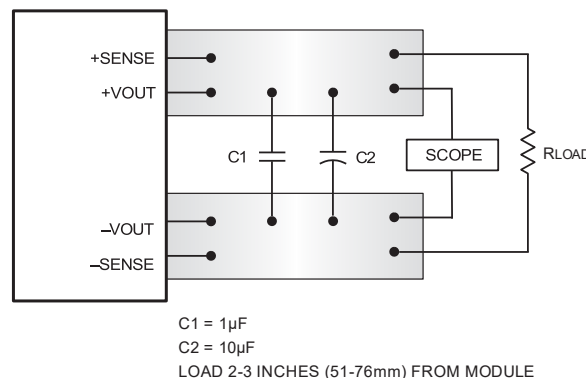 +SENSE
+VOUT
C1
C2
SCOPE
RLOAD
–VOUT
–SENSE
C1 = 1µF
C2 = 10µF
LOAD 2-3 INCHES (51-76mm) FROM MODULE